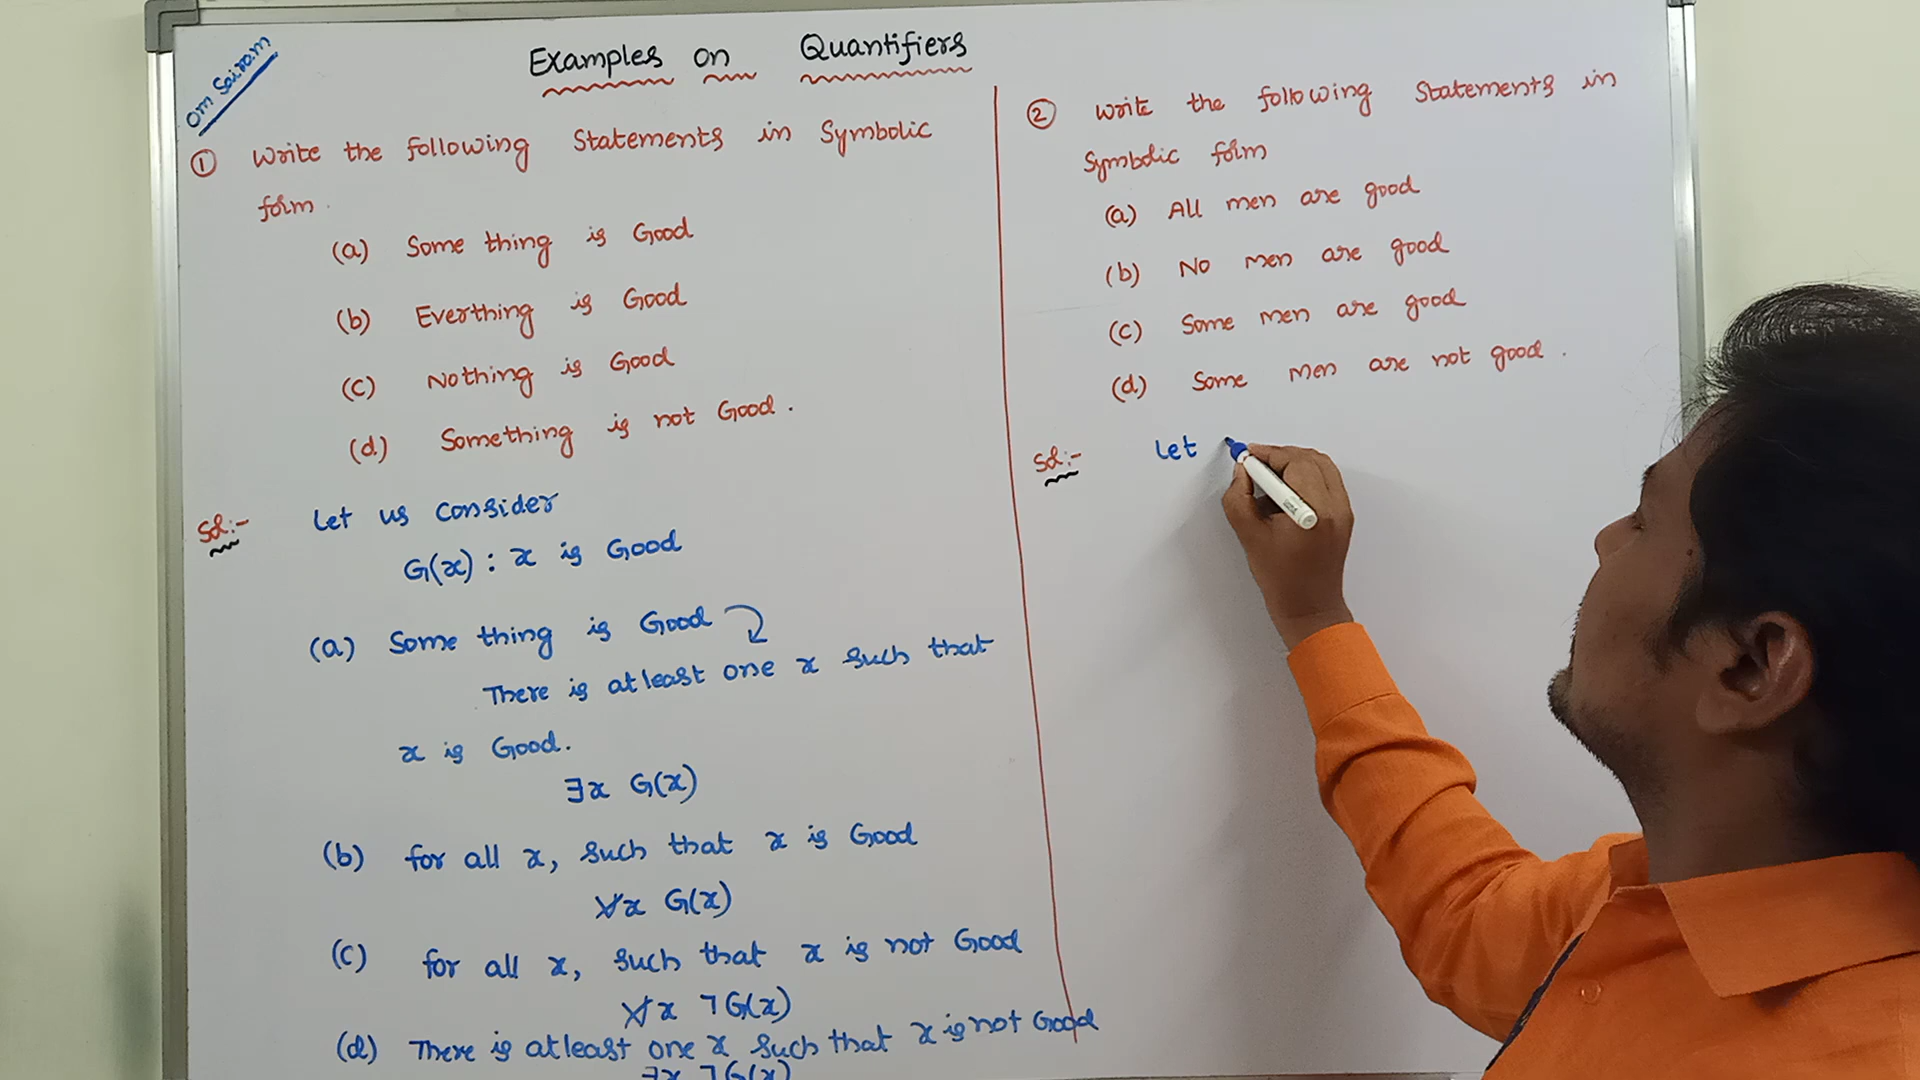 Om Sairam
Examples on Quantifiers
① Write the following Statements in Symbolic
form.
(a) Some thing is Good
(b) Everthing is Good
(c) Nothing is Good
(d) Something is not Good.
Sol:- Let us consider
G(x) : x is Good
(a) Some thing is Good
There is atleast one x such that
x is Good.
∃x G(x)
(b) for all x, such that x is Good
∀x G(x)
(c) for all x, such that x is not Good
∀x ¬G(x)
(d) There is atleast one x such that x is not Good
∃x ¬G(x)
② Write the following Statements in
Symbolic form
(a) All men are good
(b) No men are good
(c) Some men are good
(d) Some men are not good.
Sol:- Let